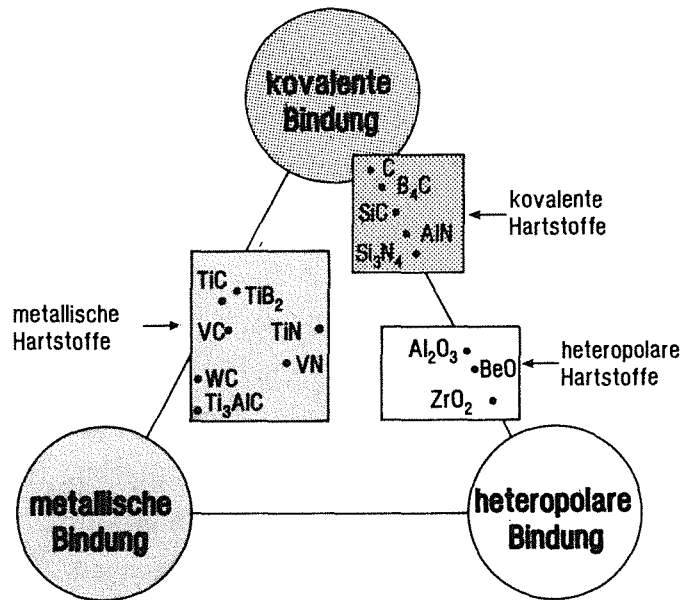 kovalente
Bindung
C
B₄C
SiC
AlN
Si₃N₄
kovalente
Hartstoffe
metallische
Hartstoffe
TiC
TiB₂
VC
TiN
VN
WC
Ti₃AlC
Al₂O₃
BeO
ZrO₂
heteropolare
Hartstoffe
metallische
Bindung
heteropolare
Bindung